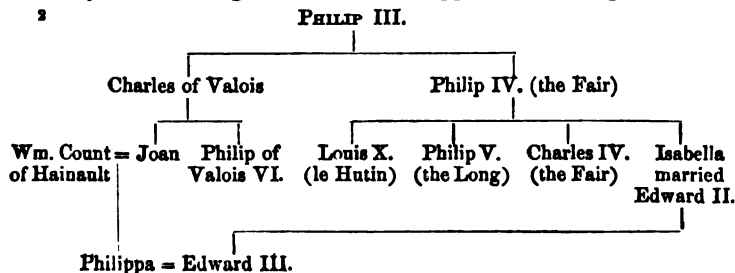 2
PHILIP III.
Charles of Valois Philip IV. (the Fair)
Wm. Count = Joan Philip of Louis X. Philip V. Charles IV. Isabella
of Hainault Valois VI. (le Hutin) (the Long) (the Fair) married
Edward II.
Philippa = Edward III.